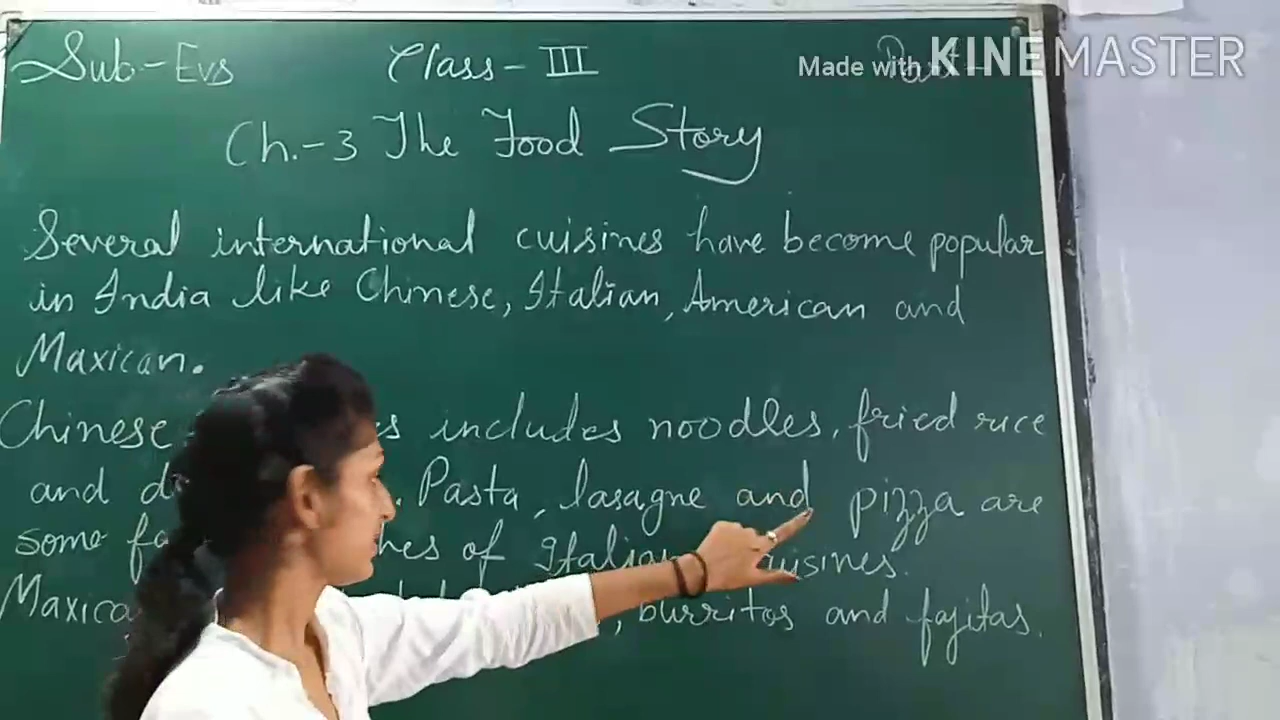 Sub.- Evs Class - III Part -
Made with KINEMASTER
Ch.-3 The Food Story
Several international cuisines have become popular
in India like Chinese, Italian, American and
Maxican.
Chinese includes noodles, fried rice
and . Pasta, lasagne and pizza are
some of Italian cuisines.
burritos and fajitas.